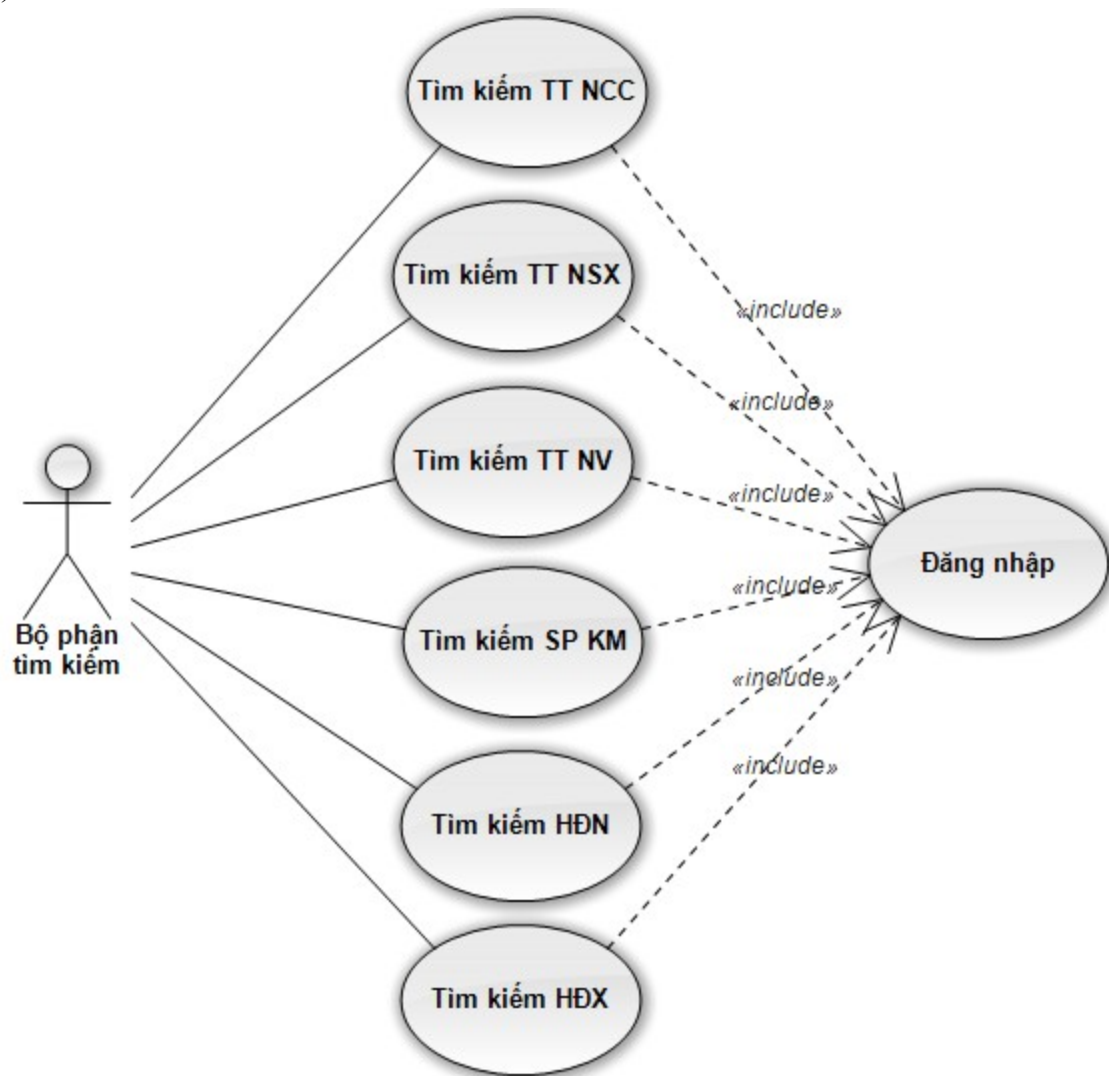 Tìm kiếm TT NCC
Tìm kiếm TT NSX
«include»
«include»
Tìm kiếm TT NV
«include»
Đăng nhập
«include»
Bộ phận
tìm kiếm
Tìm kiếm SP KM
«include»
«include»
Tìm kiếm HĐN
Tìm kiếm HĐX